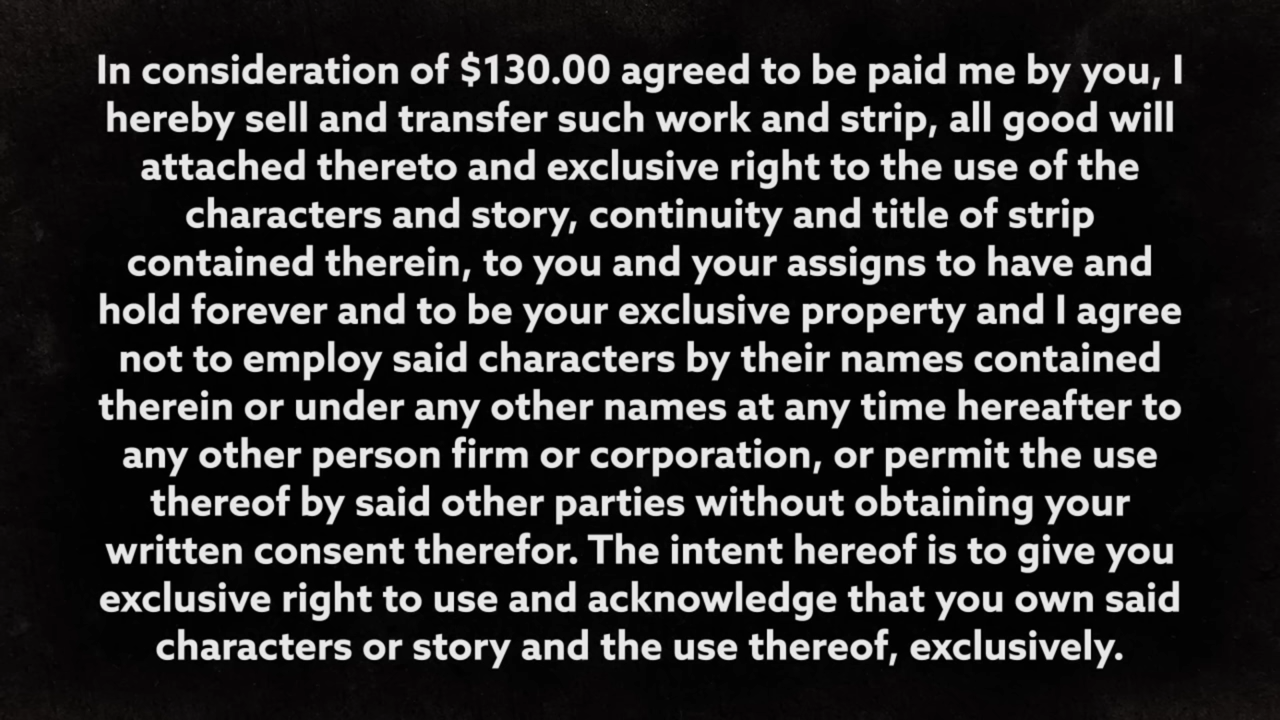 In consideration of $130.00 agreed to be paid me by you, I
hereby sell and transfer such work and strip, all good will
attached thereto and exclusive right to the use of the
characters and story, continuity and title of strip
contained therein, to you and your assigns to have and
hold forever and to be your exclusive property and I agree
not to employ said characters by their names contained
therein or under any other names at any time hereafter to
any other person firm or corporation, or permit the use
thereof by said other parties without obtaining your
written consent therefor. The intent hereof is to give you
exclusive right to use and acknowledge that you own said
characters or story and the use thereof, exclusively.